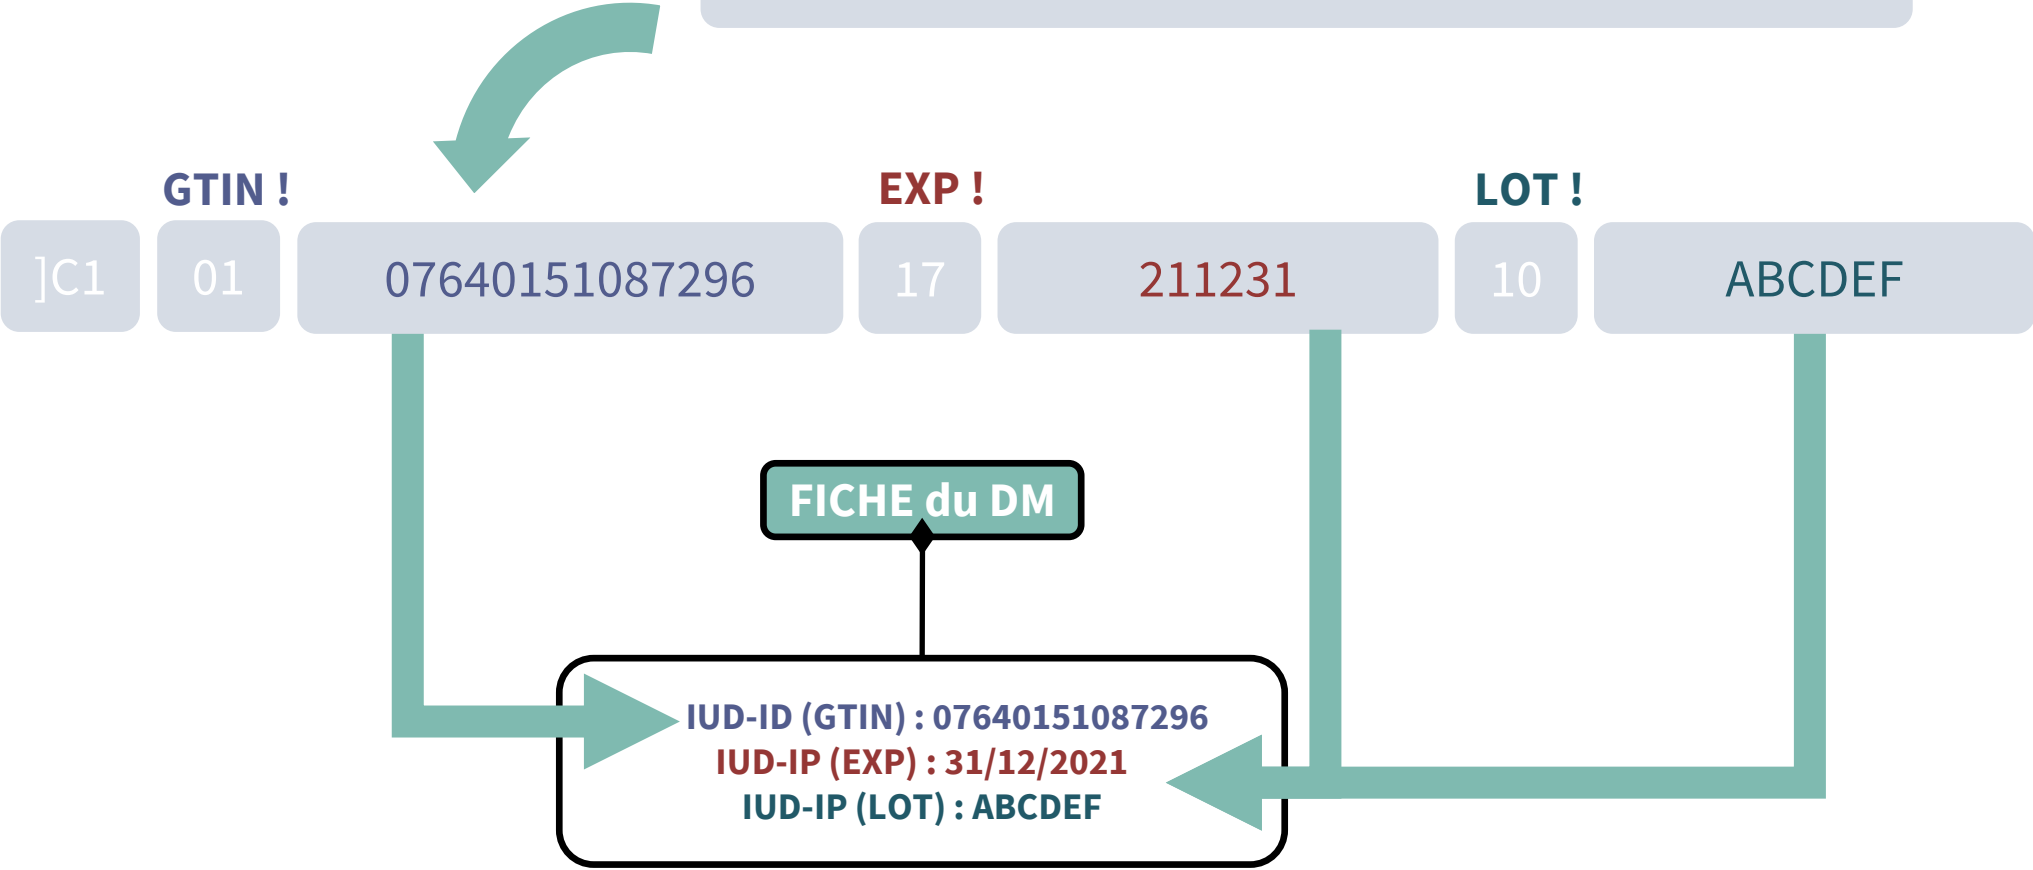 GTIN ! EXP ! LOT !
]C1 01 07640151087296 17 211231 10 ABCDEF
FICHE du DM
IUD-ID (GTIN) : 07640151087296
IUD-IP (EXP) : 31/12/2021
IUD-IP (LOT) : ABCDEF